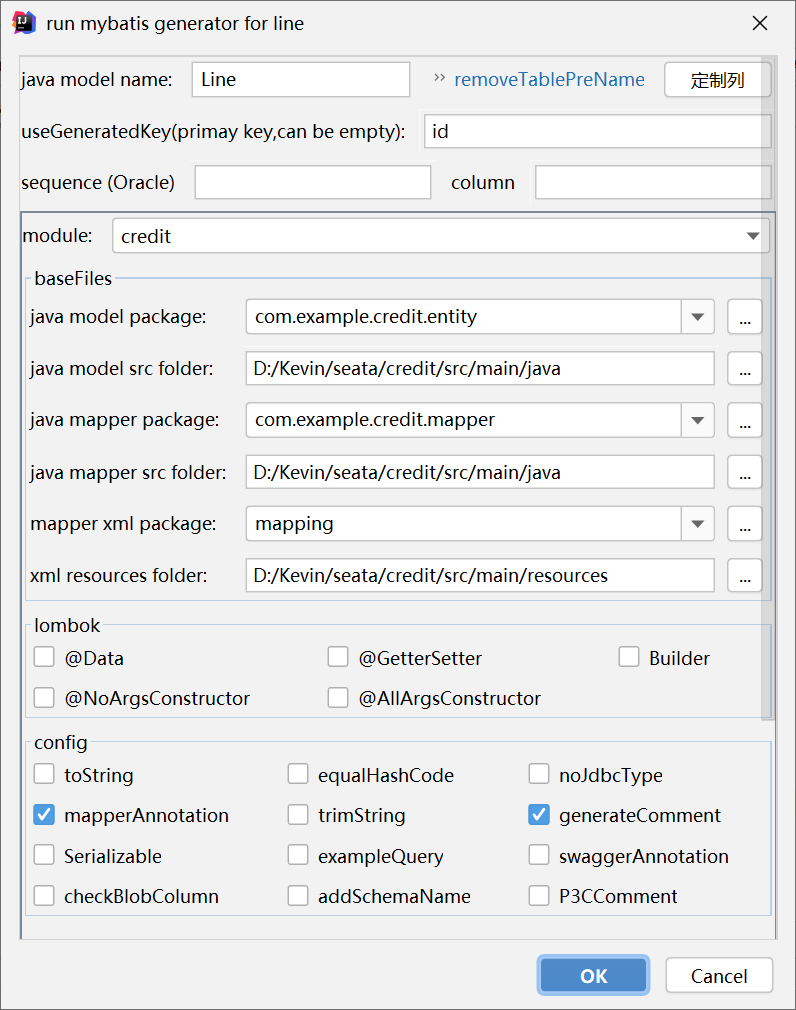 run mybatis generator for line
java model name: Line >> removeTablePreName 定制列
useGeneratedKey(primay key,can be empty): id
sequence (Oracle) column
module: credit
baseFiles
java model package: com.example.credit.entity ...
java model src folder: D:/Kevin/seata/credit/src/main/java ...
java mapper package: com.example.credit.mapper ...
java mapper src folder: D:/Kevin/seata/credit/src/main/java ...
mapper xml package: mapping ...
xml resources folder: D:/Kevin/seata/credit/src/main/resources ...
lombok
@Data @GetterSetter Builder
@NoArgsConstructor @AllArgsConstructor
config
toString equalHashCode noJdbcType
mapperAnnotation trimString generateComment
Serializable exampleQuery swaggerAnnotation
checkBlobColumn addSchemaName P3CComment
OK Cancel